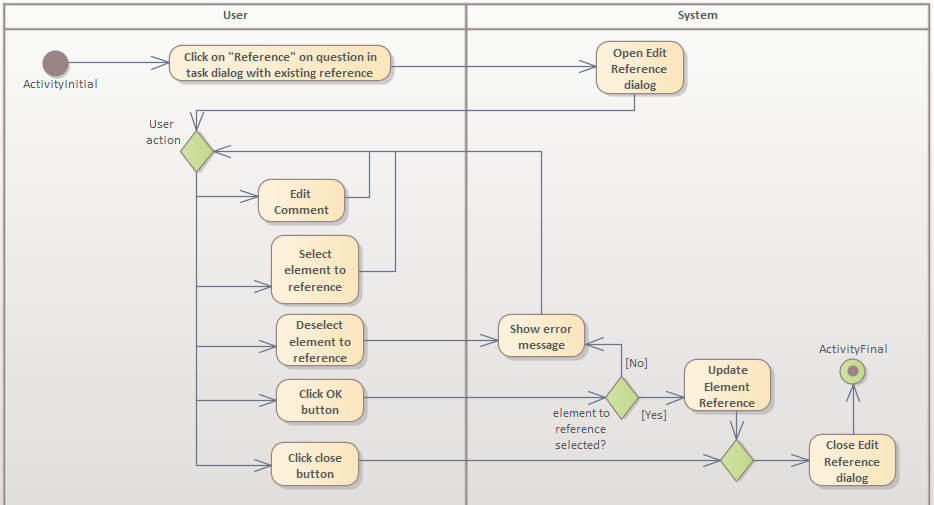 User
System
Click on "Reference" on question in
task dialog with existing reference
Open Edit
Reference
dialog
ActivityInitial
User
action
Edit
Comment
Select
element to
reference
Deselect
element to
reference
Show error
message
[No]
ActivityFinal
Update
Element
Reference
Click OK
button
element to
reference
selected?
[Yes]
Click close
button
Close Edit
Reference
dialog